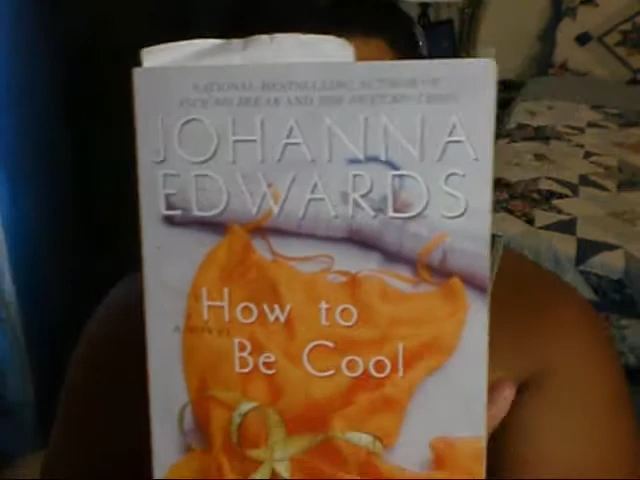 NATIONAL BESTSELLING AUTHOR OF
JOHANNA
EDWARDS
How to
A NOVEL
Be Cool